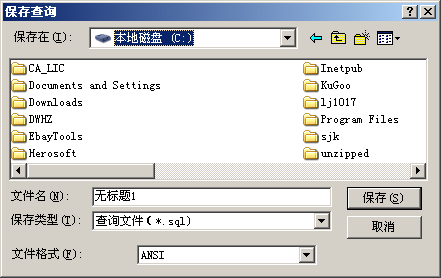 保存查询
保存在(I): 本地磁盘 (C:)
CA_LIC
Documents and Settings
Downloads
DWHZ
EbayTools
Herosoft
Inetpub
KuGoo
lj1017
Program Files
sjk
unzipped
文件名(N): 无标题1 保存(S)
保存类型(T): 查询文件(*.sql) 取消
文件格式(F): ANSI